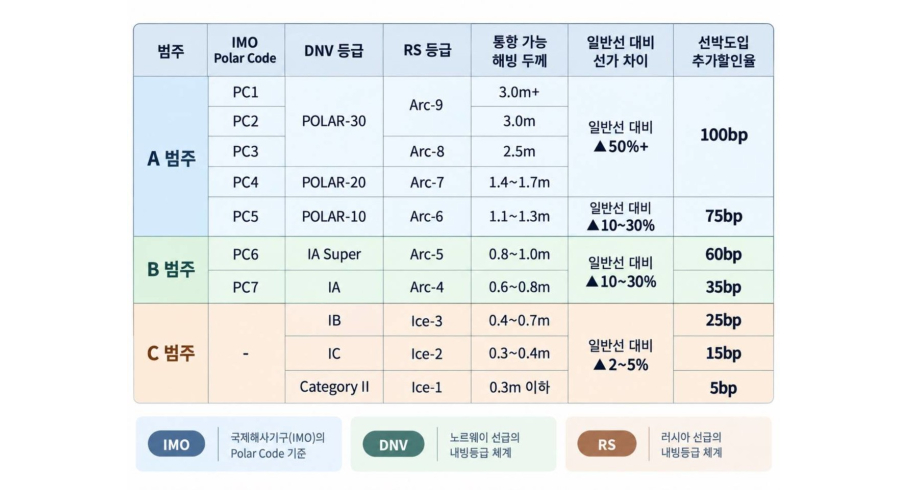 범주
IMO
Polar Code
DNV 등급
RS 등급
통항 가능
해빙 두께
일반선 대비
선가 차이
선박도입
추가할인율
A 범주
PC1
POLAR-30
Arc-9
3.0m+
일반선 대비
▲50%+
100bp
PC2
3.0m
PC3
Arc-8
2.5m
PC4
POLAR-20
Arc-7
1.4~1.7m
PC5
POLAR-10
Arc-6
1.1~1.3m
일반선 대비
▲10~30%
75bp
B 범주
PC6
IA Super
Arc-5
0.8~1.0m
일반선 대비
▲10~30%
60bp
PC7
IA
Arc-4
0.6~0.8m
35bp
C 범주
-
IB
Ice-3
0.4~0.7m
일반선 대비
▲2~5%
25bp
IC
Ice-2
0.3~0.4m
15bp
Category II
Ice-1
0.3m 이하
5bp
IMO
국제해사기구(IMO)의
Polar Code 기준
DNV
노르웨이 선급의
내빙등급 체계
RS
러시아 선급의
내빙등급 체계